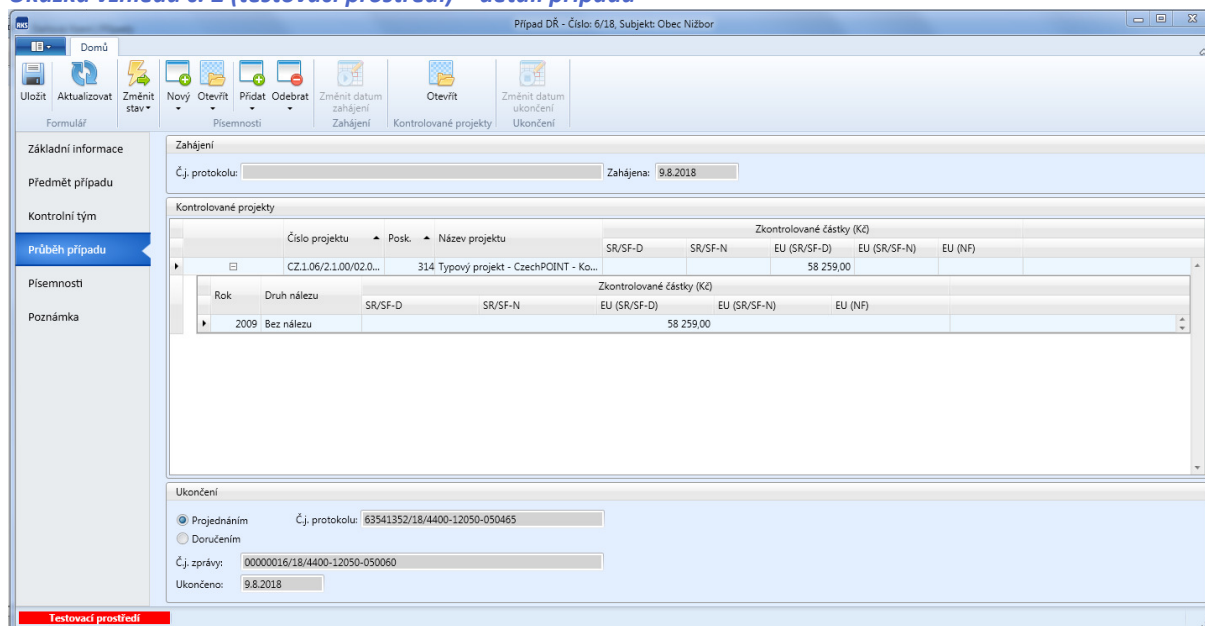 Ukázka vzhledu č. 2 (testovací prostředí) – detail případu
RKS
Případ DŘ - Číslo: 6/18, Subjekt: Obec Nižbor
Domů
Uložit Aktualizovat Změnit stav Nový Otevřít Přidat Odebrat Změnit datum zahájení Otevřít Změnit datum ukončení
Formulář Písemnosti Zahájení Kontrolované projekty Ukončení
Základní informace
Předmět případu
Kontrolní tým
Průběh případu
Písemnosti
Poznámka
Zahájení
Č.j. protokolu: Zahájena: 9.8.2018
Kontrolované projekty
Číslo projektu Posk. Název projektu Zkontrolované částky (Kč)
SR/SF-D SR/SF-N EU (SR/SF-D) EU (SR/SF-N) EU (NF)
CZ.1.06/2.1.00/02.0... 314 Typový projekt - CzechPOINT - Ko... 58 259,00
Rok Druh nálezu Zkontrolované částky (Kč)
SR/SF-D SR/SF-N EU (SR/SF-D) EU (SR/SF-N) EU (NF)
2009 Bez nálezu 58 259,00
Ukončení
Projednáním Č.j. protokolu: 63541352/18/4400-12050-050465
Doručením
Č.j. zprávy: 00000016/18/4400-12050-050060
Ukončeno: 9.8.2018
Testovací prostředí